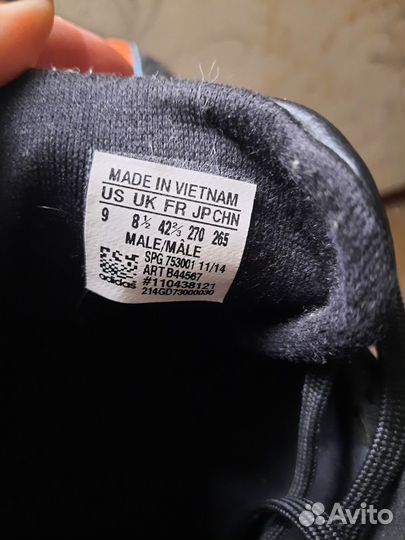 MADE IN VIETNAM
US UK FR JP CHN
9 8½ 42⅔ 270 265
MALE/MÂLE
SPG 753001 11/14
ART B44567
#110438121
214GD73000030
adidas
Avito